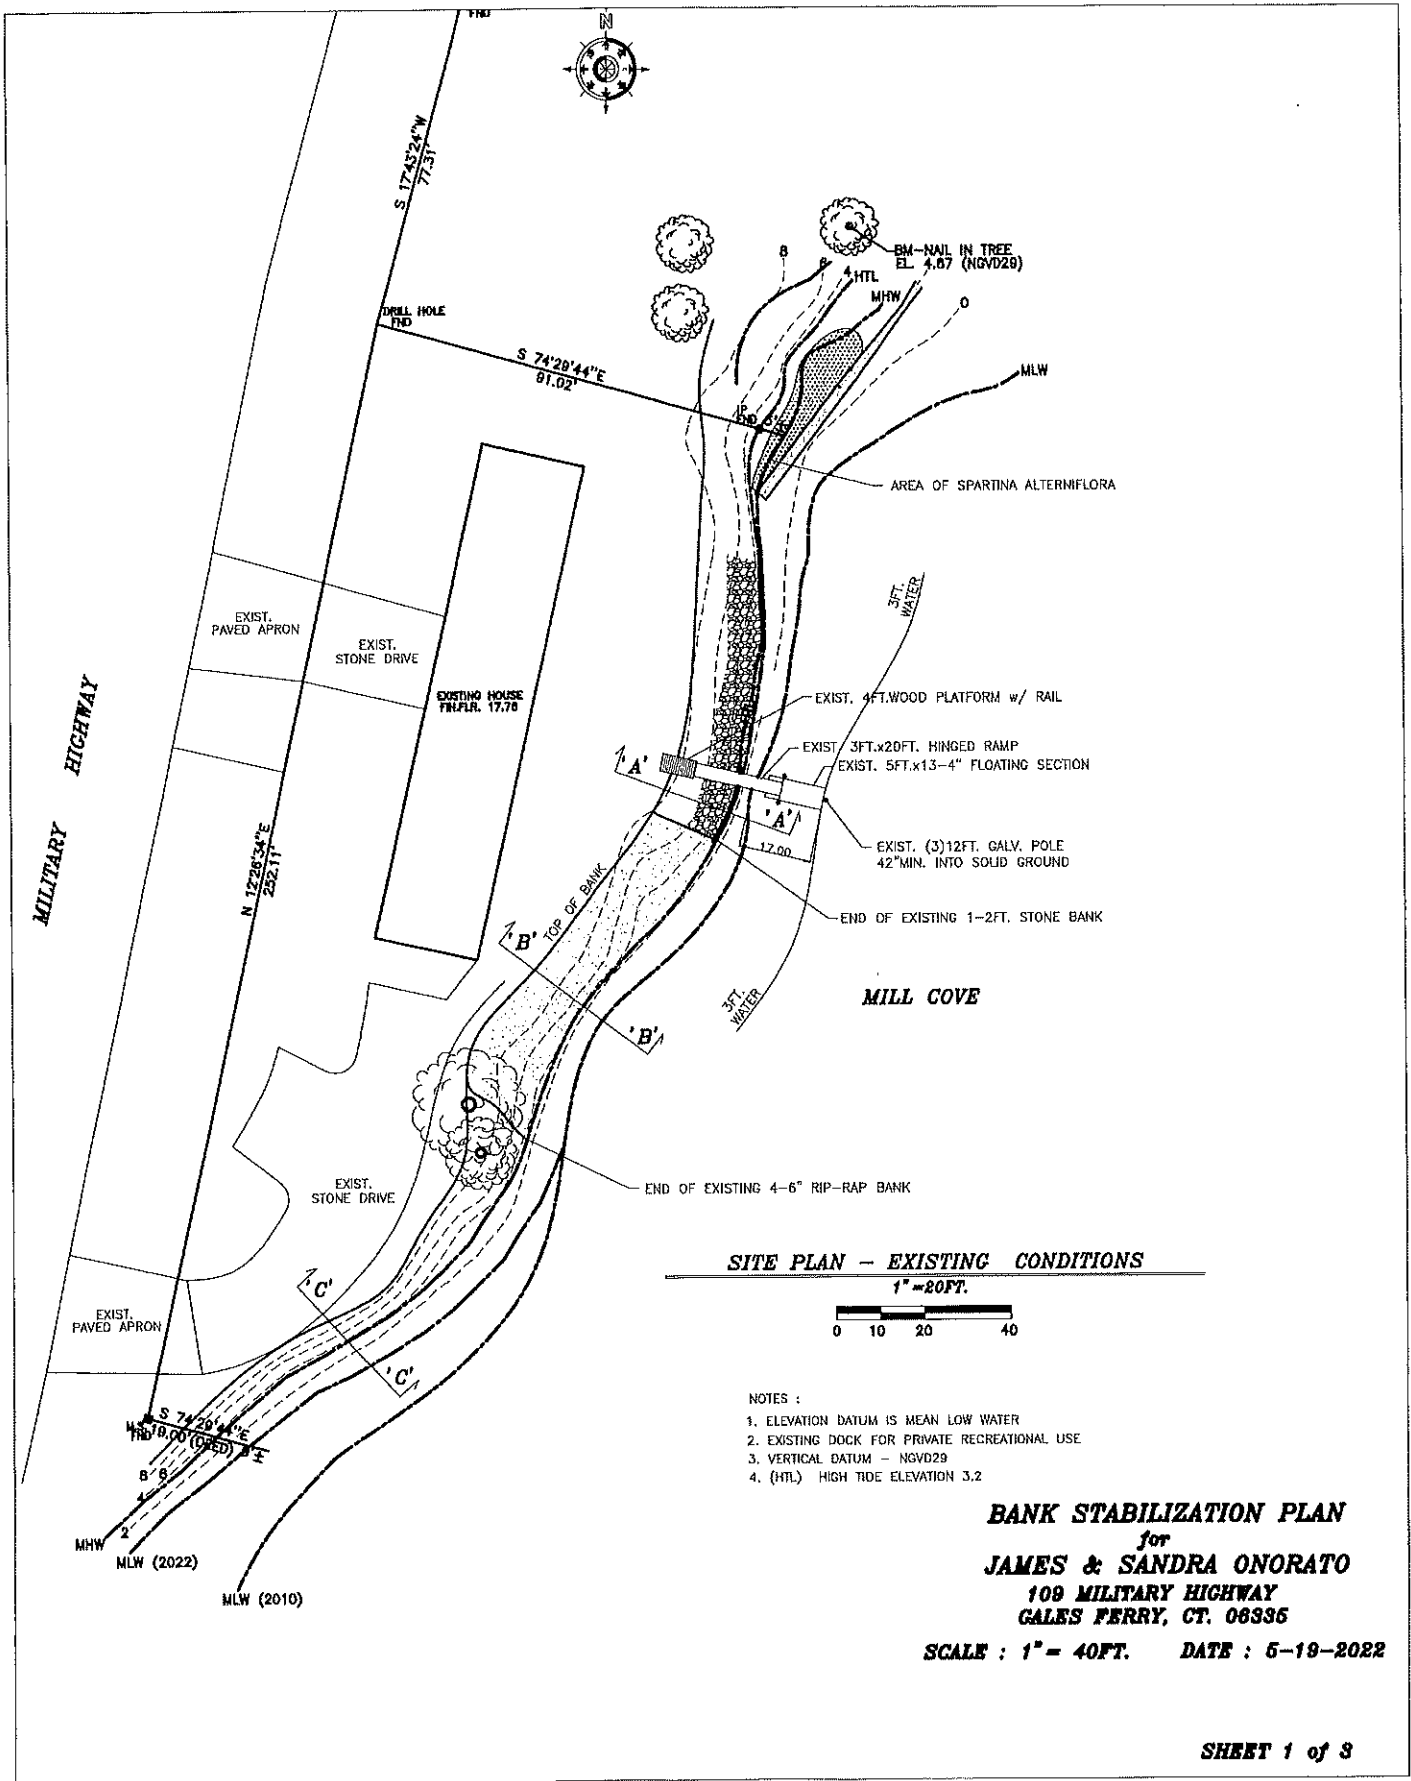 FND
N
S 17°43'24"W
77.31'
BM-NAIL IN TREE
EL. 4.67 (NGVD29)
8
6
4
HTL
MHW
0
MLW
DRILL HOLE
FND
S 74°29'44"E
91.02'
IP
FND
3'±
AREA OF SPARTINA ALTERNIFLORA
3FT.
WATER
EXIST.
PAVED APRON
EXIST.
STONE DRIVE
EXISTING HOUSE
FIN.FLR. 17.76
MILITARY HIGHWAY
EXIST. 4FT.WOOD PLATFORM w/ RAIL
EXIST. 3FT.x20FT. HINGED RAMP
EXIST. 5FT.x13-4" FLOATING SECTION
'A'
'A'
17.00
EXIST. (3)12FT. GALV. POLE
42"MIN. INTO SOLID GROUND
N 12°26'34"E
252.11'
TOP OF BANK
END OF EXISTING 1-2FT. STONE BANK
'B'
'B'
3FT.
WATER
MILL COVE
EXIST.
STONE DRIVE
END OF EXISTING 4-6" RIP-RAP BANK
SITE PLAN - EXISTING CONDITIONS
1"=20FT.
0 10 20 40
'C'
'C'
EXIST.
PAVED APRON
S 74°29'44"E
FND
19.00'(DEED)
8
6
4
2
MHW
MLW (2022)
MLW (2010)
NOTES :
1. ELEVATION DATUM IS MEAN LOW WATER
2. EXISTING DOCK FOR PRIVATE RECREATIONAL USE
3. VERTICAL DATUM - NGVD29
4. (HTL) HIGH TIDE ELEVATION 3.2
BANK STABILIZATION PLAN
for
JAMES & SANDRA ONORATO
109 MILITARY HIGHWAY
GALES FERRY, CT. 06335
SCALE : 1"= 40FT. DATE : 5-19-2022
SHEET 1 of 3